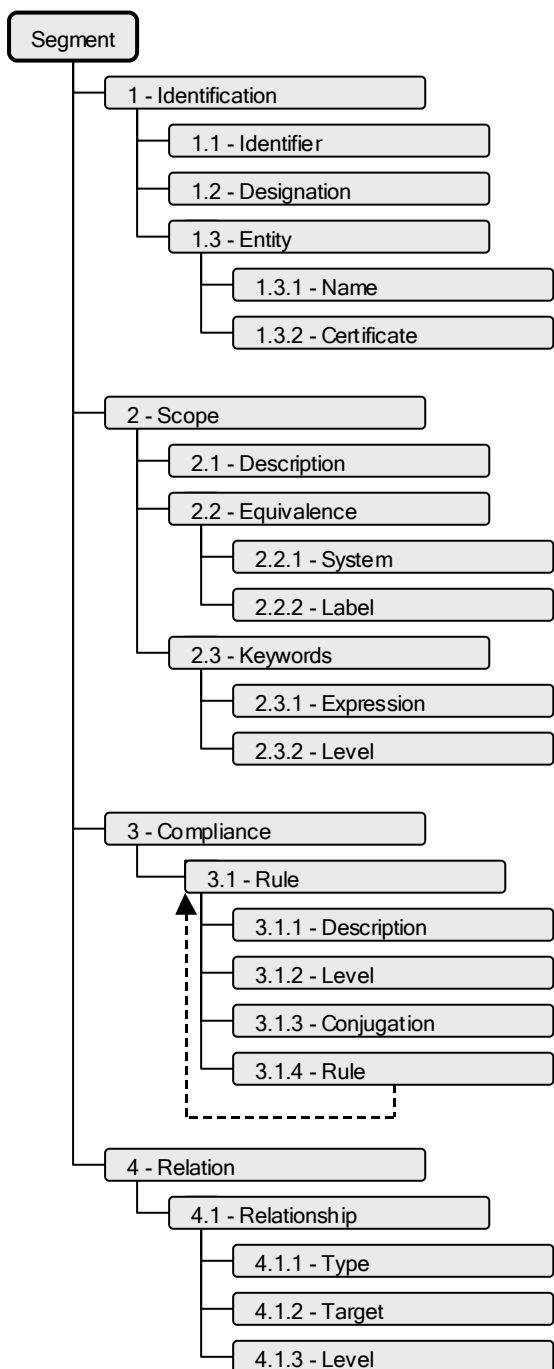 Segment
1 - Identification
1.1 - Identifier
1.2 - Designation
1.3 - Entity
1.3.1 - Name
1.3.2 - Certificate
2 - Scope
2.1 - Description
2.2 - Equivalence
2.2.1 - System
2.2.2 - Label
2.3 - Keywords
2.3.1 - Expression
2.3.2 - Level
3 - Compliance
3.1 - Rule
3.1.1 - Description
3.1.2 - Level
3.1.3 - Conjugation
3.1.4 - Rule
4 - Relation
4.1 - Relationship
4.1.1 - Type
4.1.2 - Target
4.1.3 - Level